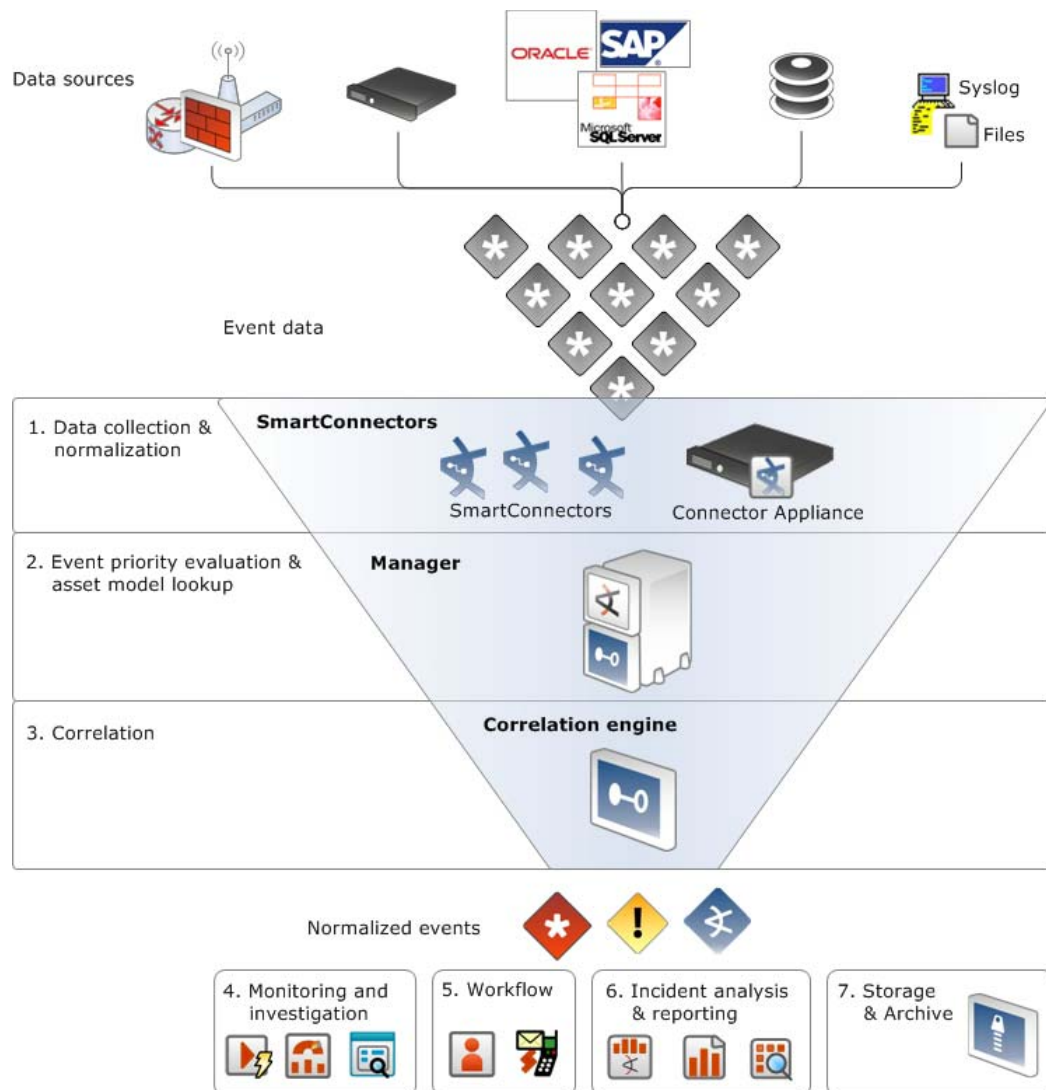 Data sources
ORACLE
SAP
Microsoft
SQLServer
Syslog
Files
Event data
1. Data collection &
normalization
SmartConnectors
SmartConnectors
Connector Appliance
2. Event priority evaluation &
asset model lookup
Manager
3. Correlation
Correlation engine
Normalized events
4. Monitoring and
investigation
5. Workflow
6. Incident analysis
& reporting
7. Storage
& Archive